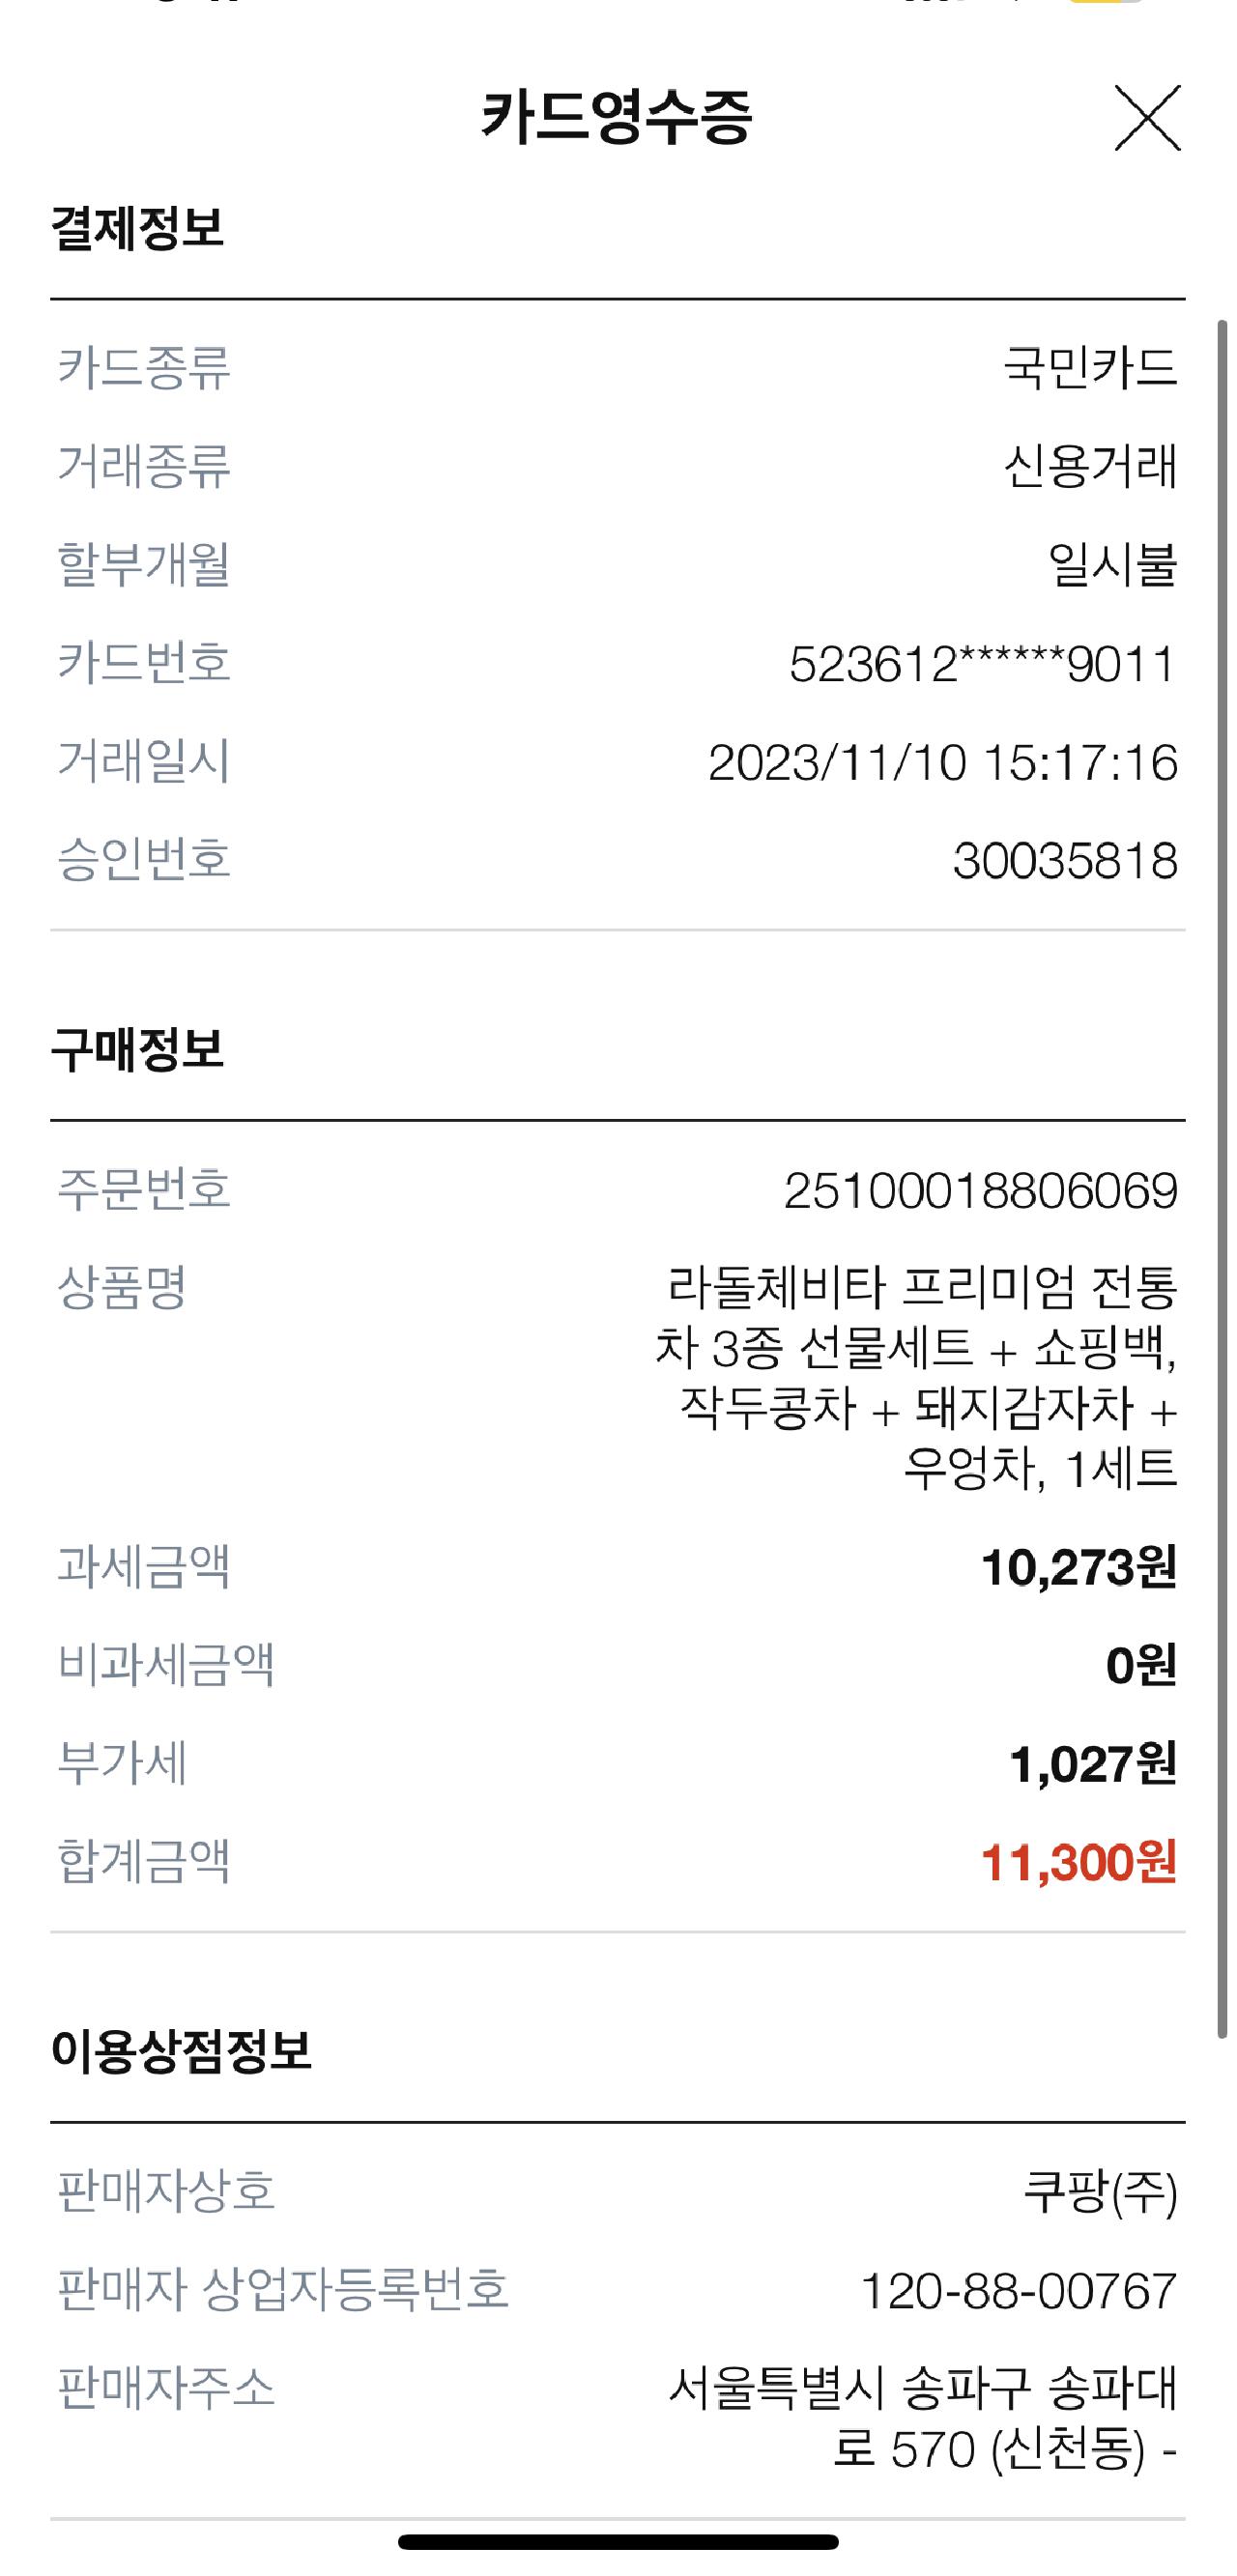 카드영수증
결제정보
카드종류 국민카드
거래종류 신용거래
할부개월 일시불
카드번호 523612******9011
거래일시 2023/11/10 15:17:16
승인번호 30035818
구매정보
주문번호 25100018806069
상품명 라돌체비타 프리미엄 전통
차 3종 선물세트 + 쇼핑백,
작두콩차 + 돼지감자차 +
우엉차, 1세트
과세금액 10,273원
비과세금액 0원
부가세 1,027원
합계금액 11,300원
이용상점정보
판매자상호 쿠팡(주)
판매자 상업자등록번호 120-88-00767
판매자주소 서울특별시 송파구 송파대
로 570 (신천동) -